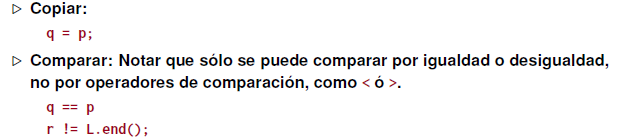 ▷ Copiar:
q = p;
▷ Comparar: Notar que sólo se puede comparar por igualdad o desigualdad,
no por operadores de comparación, como < ó >.
q == p
r != L.end();